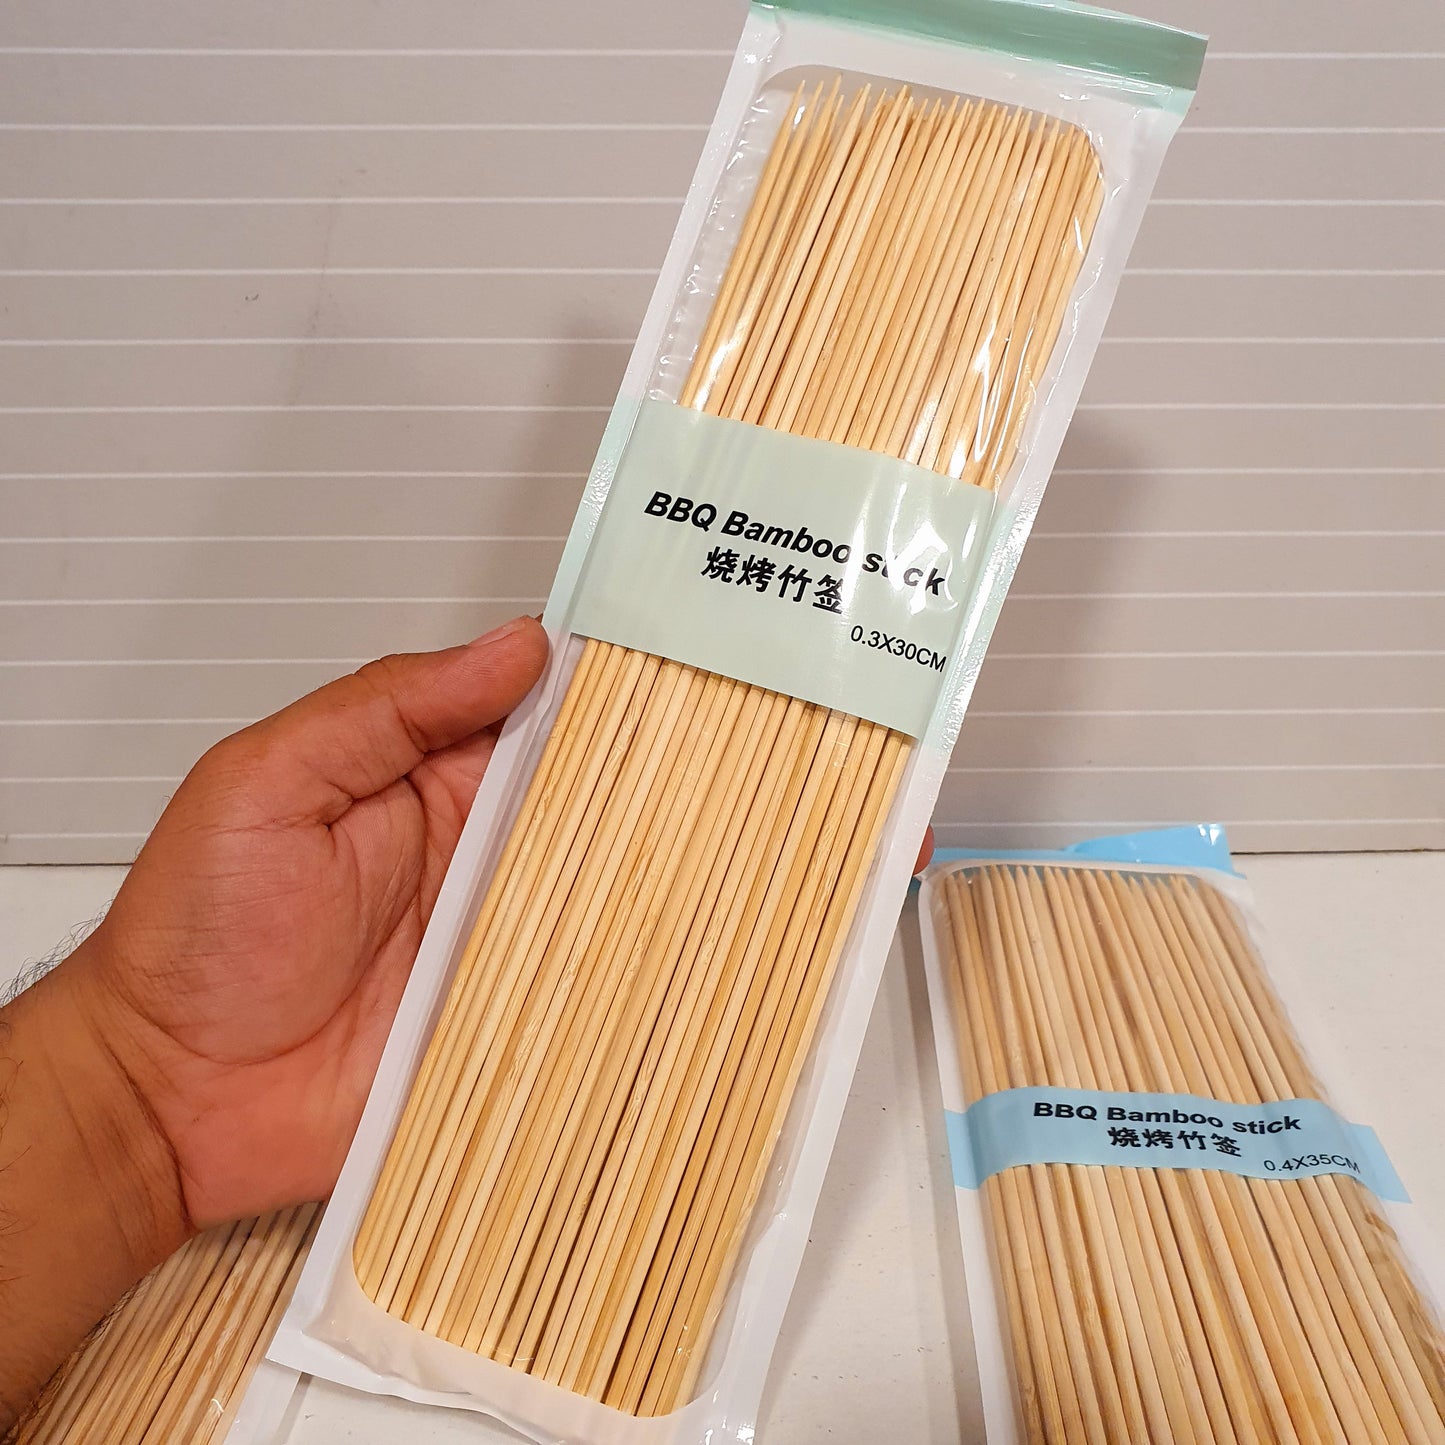 BBQ Bamboo stick
烧烤竹签
0.3X30CM
BBQ Bamboo stick
烧烤竹签
0.4X35CM